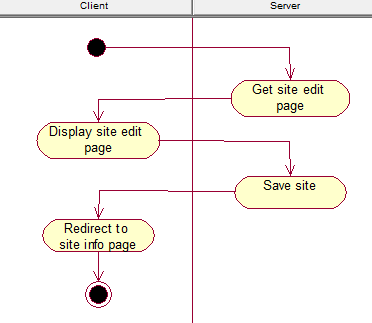 Client
Server
Get site edit
page
Display site edit
page
Save site
Redirect to
site info page